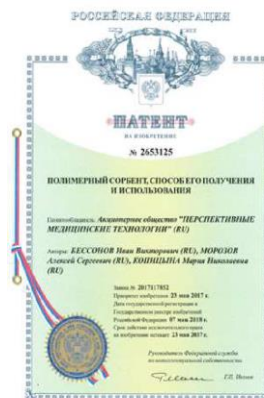 РОССИЙСКАЯ ФЕДЕРАЦИЯ
ПАТЕНТ
НА ИЗОБРЕТЕНИЕ
№ 2653125
ПОЛИМЕРНЫЙ СОРБЕНТ, СПОСОБ ЕГО ПОЛУЧЕНИЯ
И ИСПОЛЬЗОВАНИЯ
Патентообладатель: Акционерное общество "ПЕРСПЕКТИВНЫЕ
МЕДИЦИНСКИЕ ТЕХНОЛОГИИ" (RU)
Авторы: БЕССОНОВ Иван Викторович (RU), МОРОЗОВ
Алексей Сергеевич (RU), КОПИЦЫНА Мария Николаевна
(RU)
Заявка № 2017117852
Приоритет изобретения 23 мая 2017 г.
Дата государственной регистрации в
Государственном реестре изобретений
Российской Федерации 07 мая 2018 г.
Срок действия исключительного права
на изобретение истекает 23 мая 2037 г.
Руководитель Федеральной службы
по интеллектуальной собственности
Г.П. Ивлиев